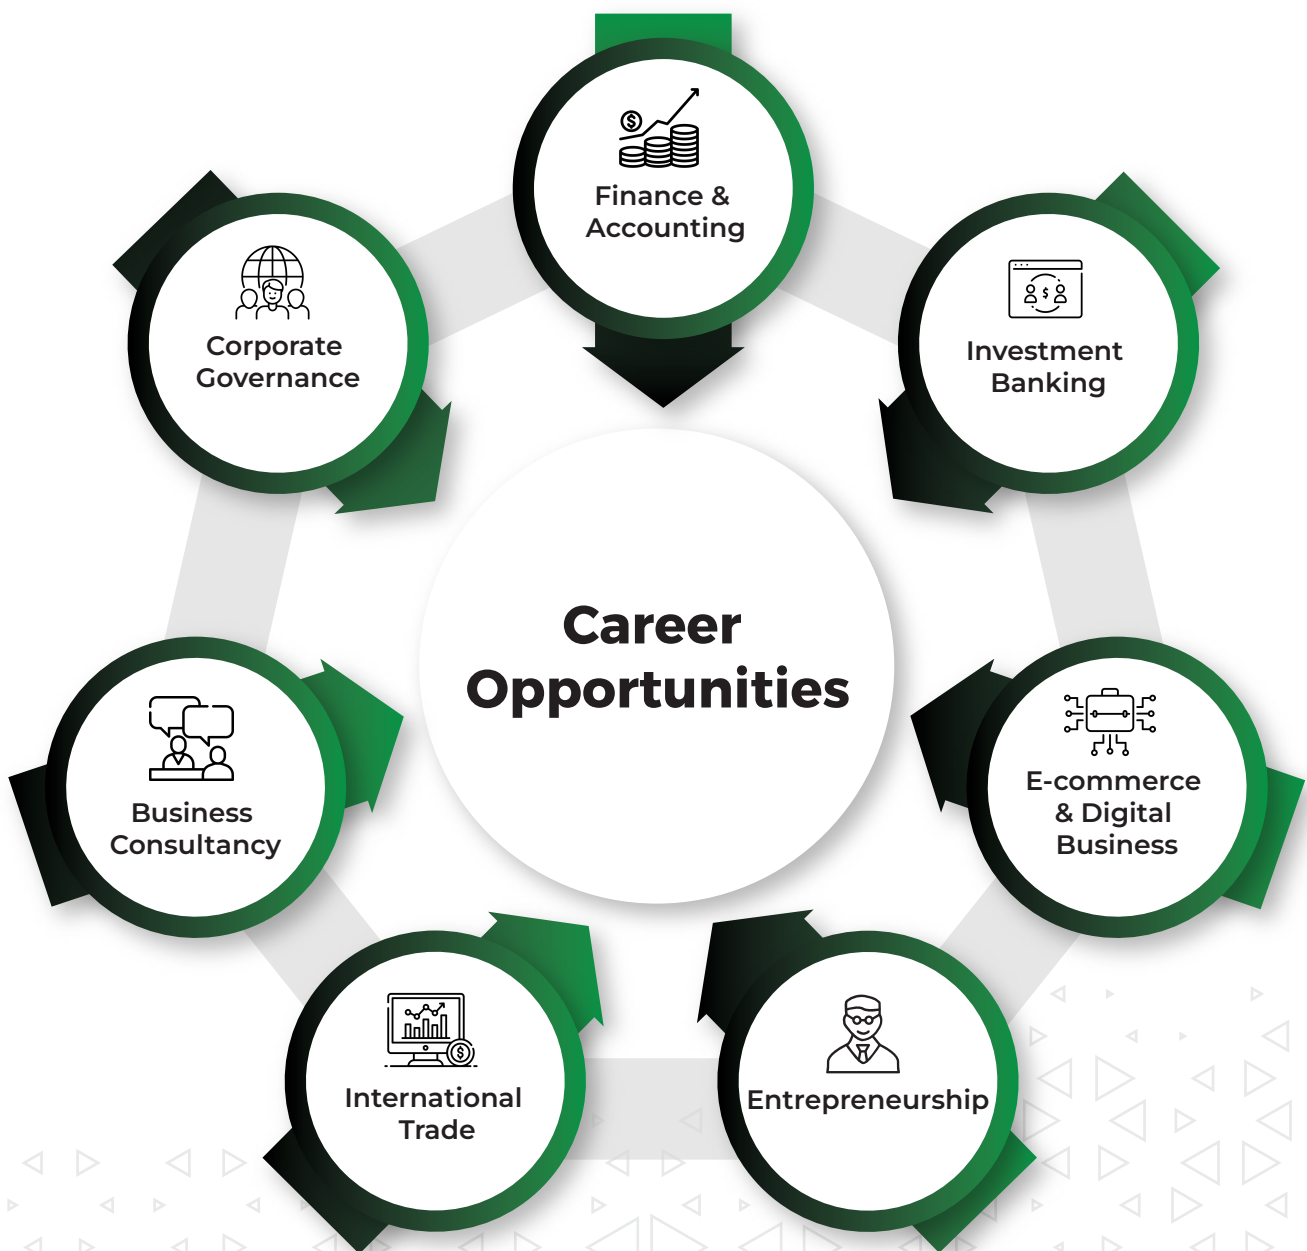 Finance &
Accounting
Corporate
Governance
Investment
Banking
Career
Opportunities
Business
Consultancy
E-commerce
& Digital
Business
International
Trade
Entrepreneurship